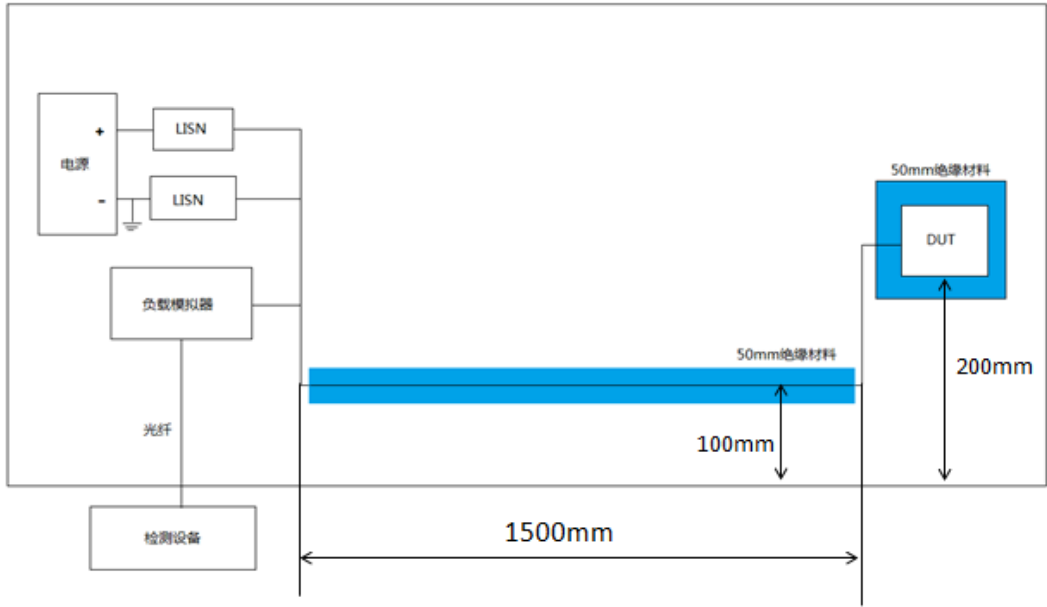 +
LISN
电源
-
LISN
50mm绝缘材料
DUT
负载模拟器
50mm绝缘材料
200mm
光纤
100mm
检测设备
1500mm